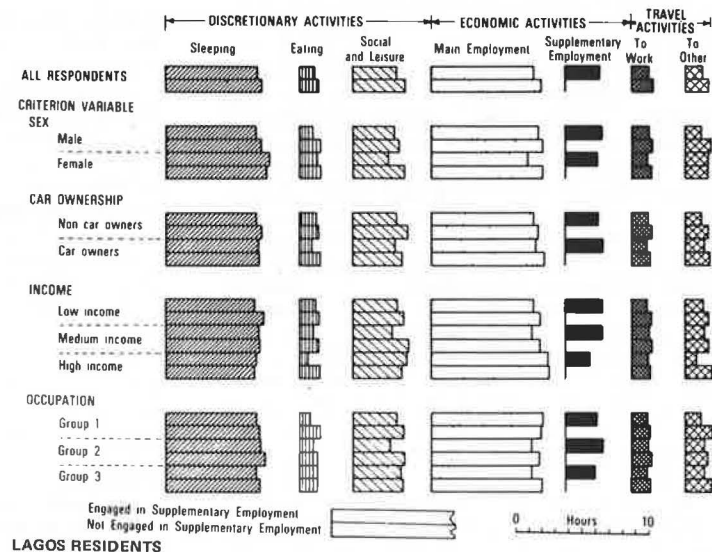 DISCRETIONARY ACTIVITIES ECONOMIC ACTIVITIES TRAVEL ACTIVITIES
Sleeping Eating Social and Leisure Main Employment Supplementary Employment To Work To Other
ALL RESPONDENTS
CRITERION VARIABLE
SEX
Male
Female
CAR OWNERSHIP
Non car owners
Car owners
INCOME
Low income
Medium income
High income
OCCUPATION
Group 1
Group 2
Group 3
Engaged in Supplementary Employment
Not Engaged in Supplementary Employment
0 Hours 10
LAGOS RESIDENTS